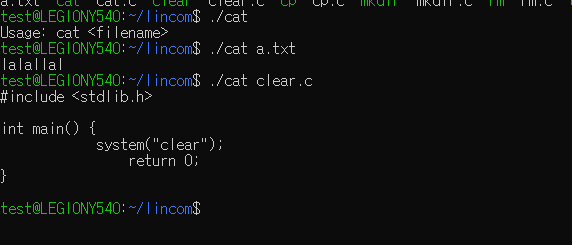 a.txt cat cat.c clear clear.c cp cp.c mkdir mkdir.c rm rm.c
test@LEGIONY540:~/lincom$ ./cat
Usage: cat <filename>
test@LEGIONY540:~/lincom$ ./cat a.txt
lalallal
test@LEGIONY540:~/lincom$ ./cat clear.c
#include <stdlib.h>
int main() {
system("clear");
return 0;
}
test@LEGIONY540:~/lincom$